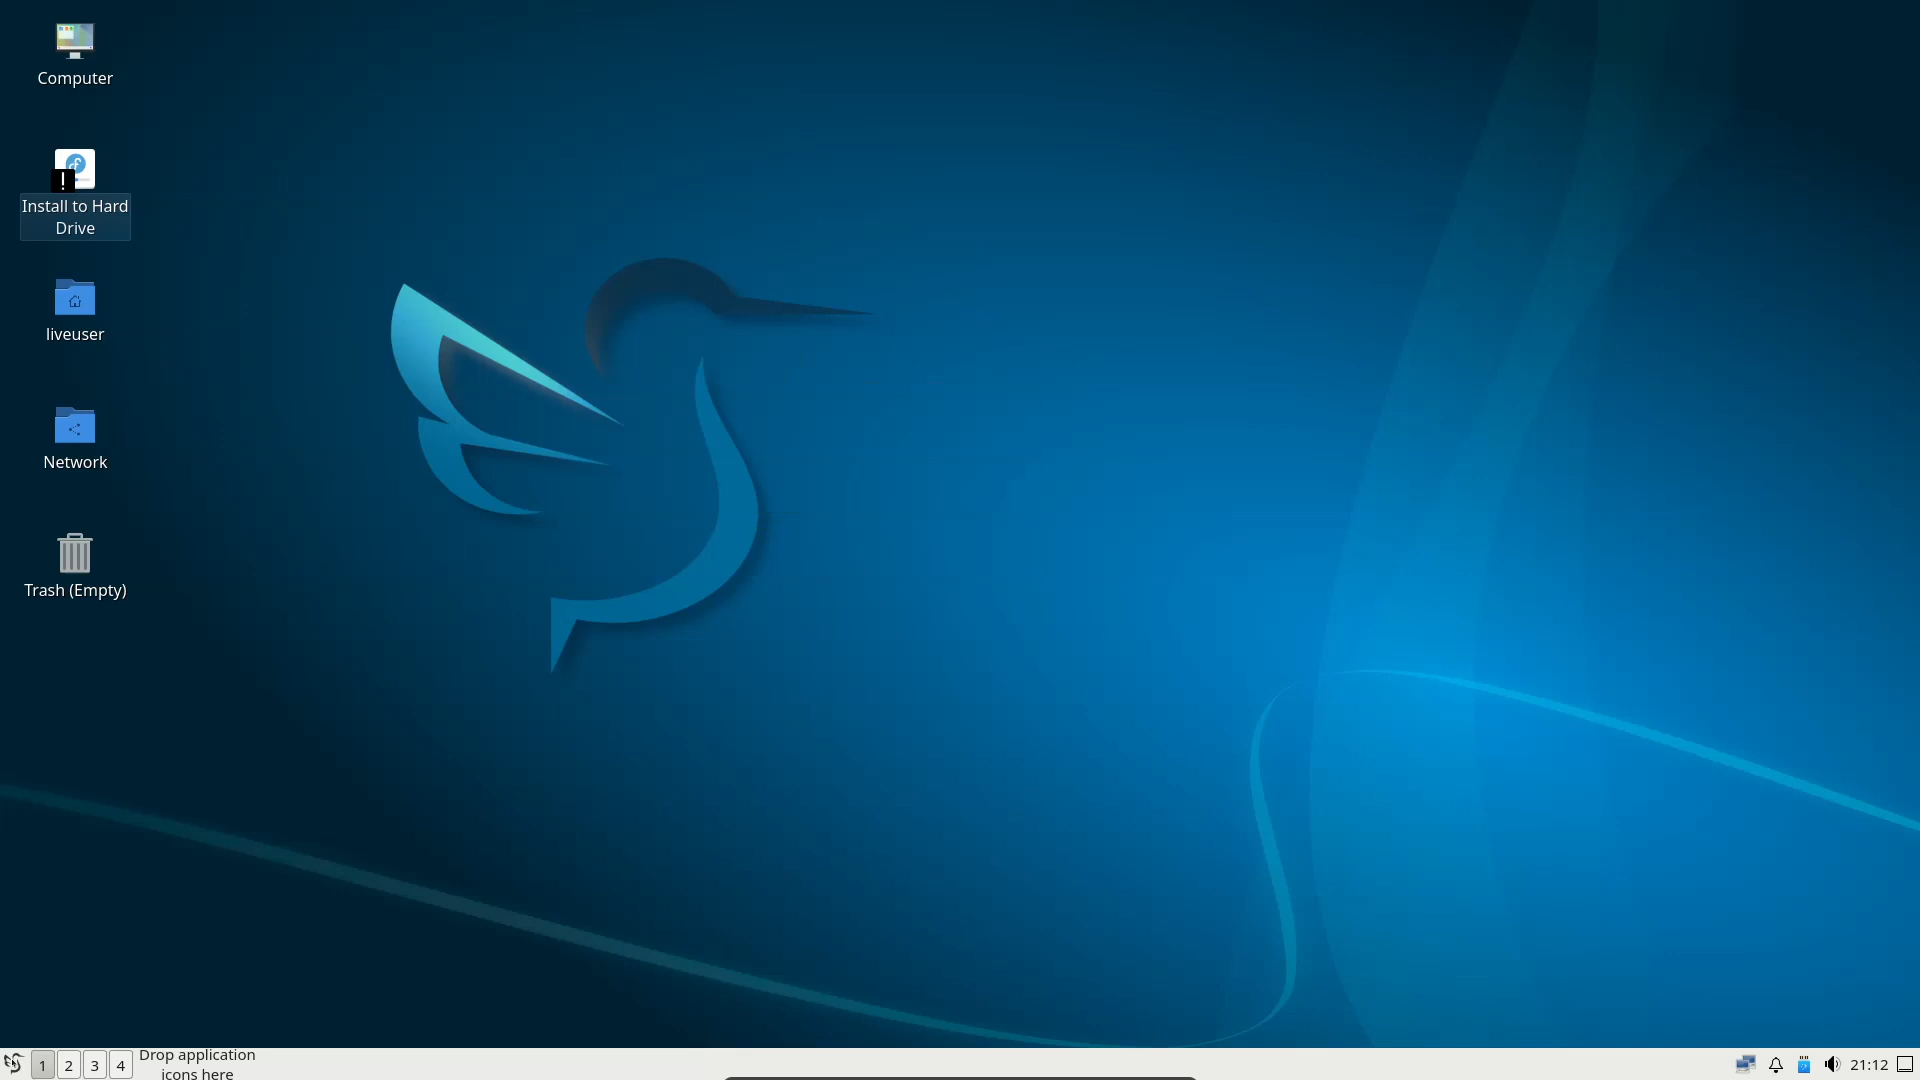 Computer
Install to Hard
Drive
liveuser
Network
Trash (Empty)
1 2 3 4
Drop application
icons here
21:12